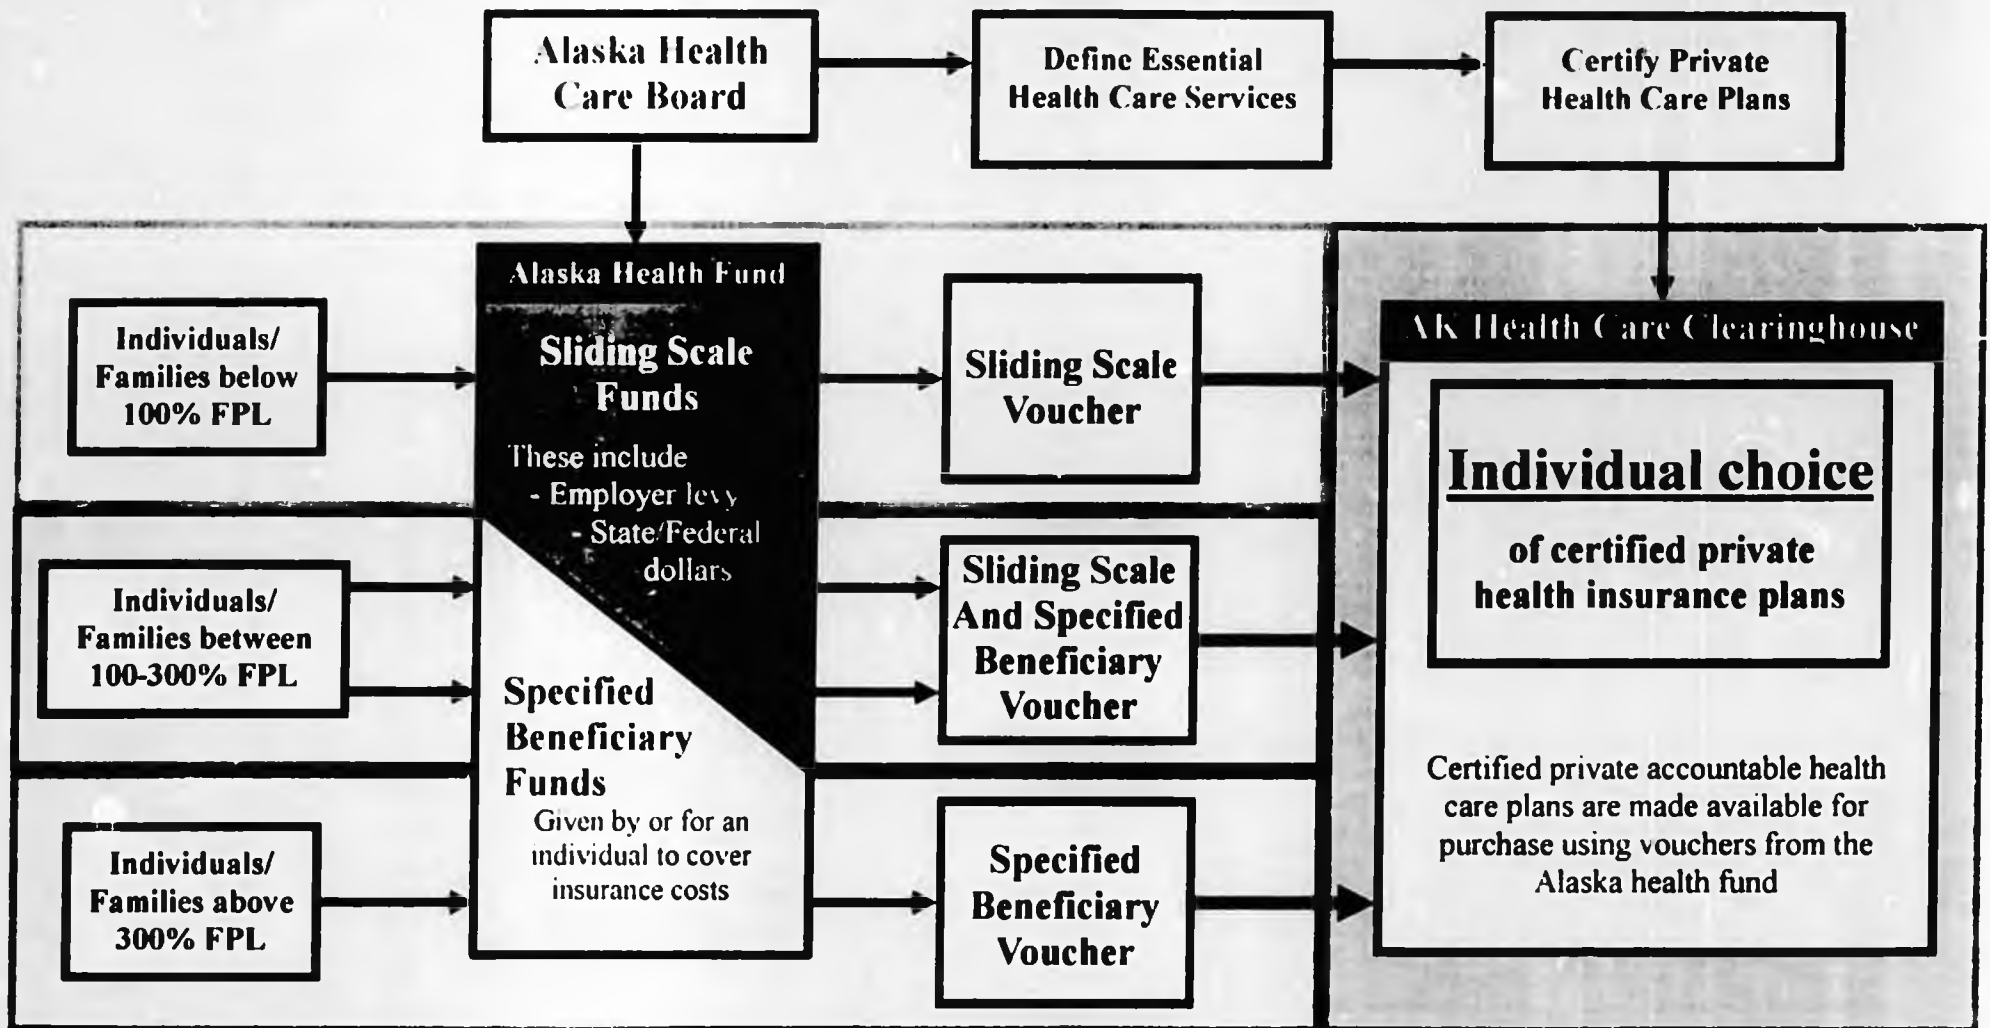 Alaska Health
Care Board
Define Essential
Health Care Services
Certify Private
Health Care Plans
Alaska Health Fund
Individuals/
Families below
100% FPL
Sliding Scale
Funds
These include
- Employer levy
- State/Federal
dollars
Sliding Scale
Voucher
Individuals/
Families between
100-300% FPL
Sliding Scale
And Specified
Beneficiary
Voucher
Specified
Beneficiary
Funds
Given by or for an
individual to cover
insurance costs
Individuals/
Families above
300% FPL
Specified
Beneficiary
Voucher
AK Health Care Clearinghouse
Individual choice
of certified private
health insurance plans
Certified private accountable health
care plans are made available for
purchase using vouchers from the
Alaska health fund